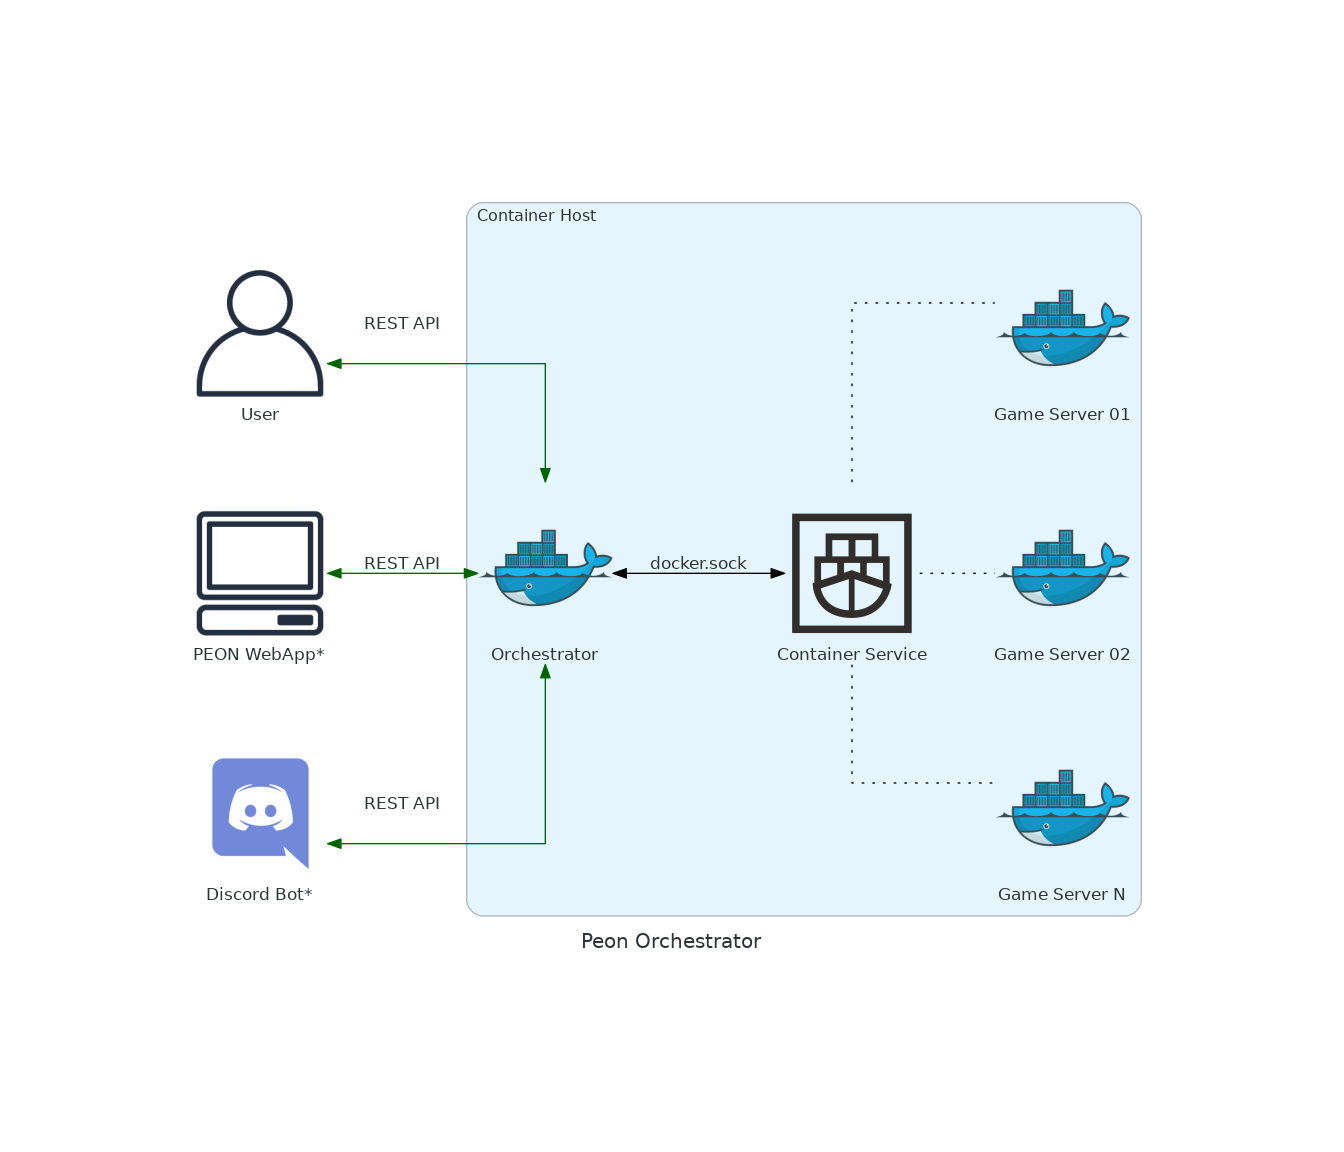 Container Host
REST API
User
Game Server 01
REST API
docker.sock
PEON WebApp*
Orchestrator
Container Service
Game Server 02
REST API
Discord Bot*
Game Server N
Peon Orchestrator